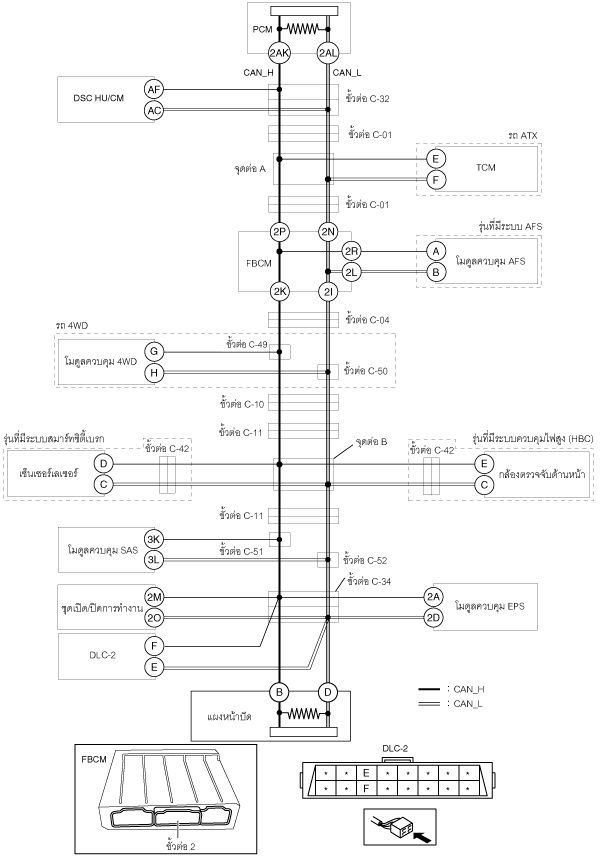 PCM
2AK 2AL
CAN_H CAN_L
DSC HU/CM
AF
AC
ขั้วต่อ C-32
ขั้วต่อ C-01
จุดต่อ A
รถ ATX
E
F
TCM
ขั้วต่อ C-01
2P 2N
FBCM
2R
2L
2K 2I
รุ่นที่มีระบบ AFS
A
B
โมดูลควบคุม AFS
ขั้วต่อ C-04
รถ 4WD
โมดูลควบคุม 4WD
G
H
ขั้วต่อ C-49
ขั้วต่อ C-50
ขั้วต่อ C-10
ขั้วต่อ C-11
จุดต่อ B
รุ่นที่มีระบบสมาร์ทซิตี้เบรก
ขั้วต่อ C-42
เซ็นเซอร์เลเซอร์
D
C
รุ่นที่มีระบบควบคุมไฟสูง (HBC)
ขั้วต่อ C-42
E
C
กล้องตรวจจับด้านหน้า
ขั้วต่อ C-11
โมดูลควบคุม SAS
3K
3L
ขั้วต่อ C-51
ขั้วต่อ C-52
ขั้วต่อ C-34
ชุดเปิด/ปิดการทำงาน
2M
2O
2A
2D
โมดูลควบคุม EPS
DLC-2
F
E
B D
แผงหน้าปัด
: CAN_H
: CAN_L
FBCM
ขั้วต่อ 2
DLC-2
* * E * * * * *
* * F * * * * *